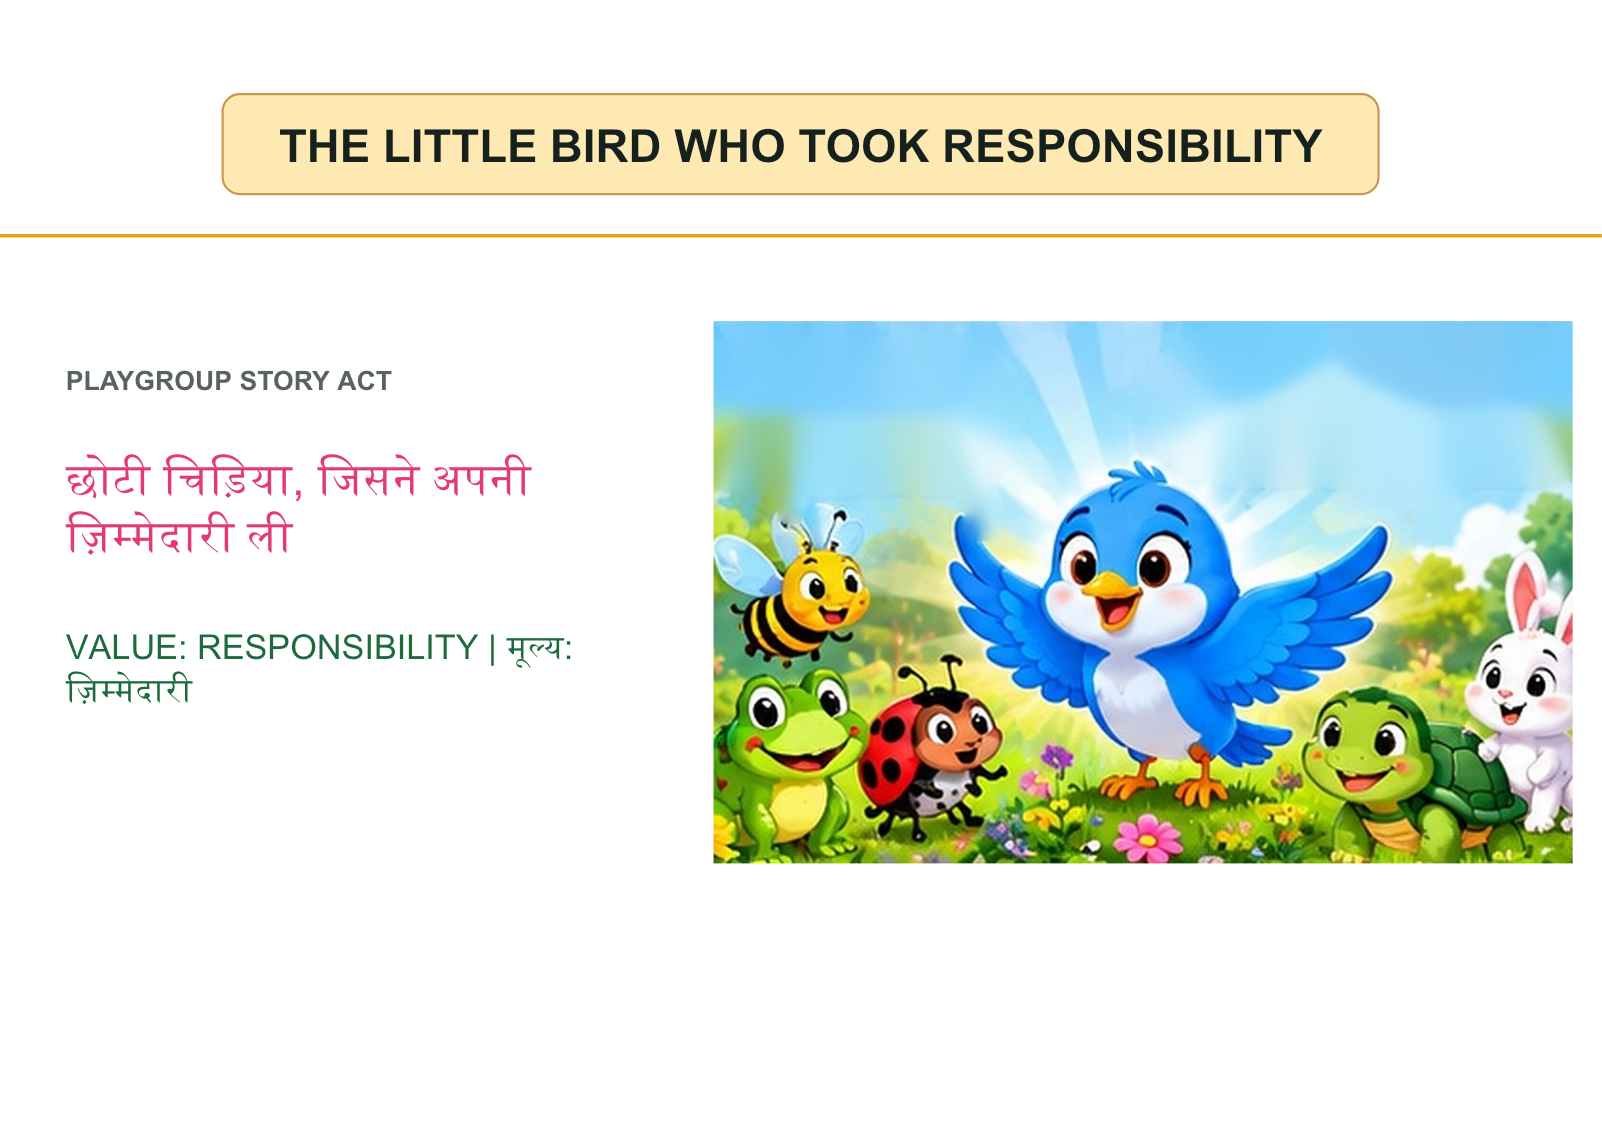 THE LITTLE BIRD WHO TOOK RESPONSIBILITY
PLAYGROUP STORY ACT
छोटी चिड़िया, जिसने अपनी
ज़िम्मेदारी ली
VALUE: RESPONSIBILITY | मूल्य:
ज़िम्मेदारी